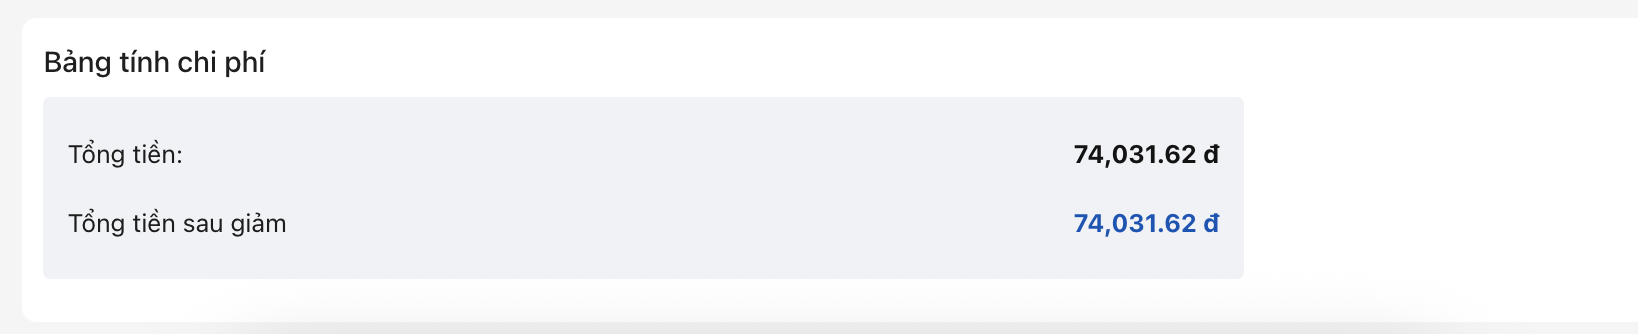 Bảng tính chi phí
Tổng tiền: 74,031.62 đ
Tổng tiền sau giảm 74,031.62 đ